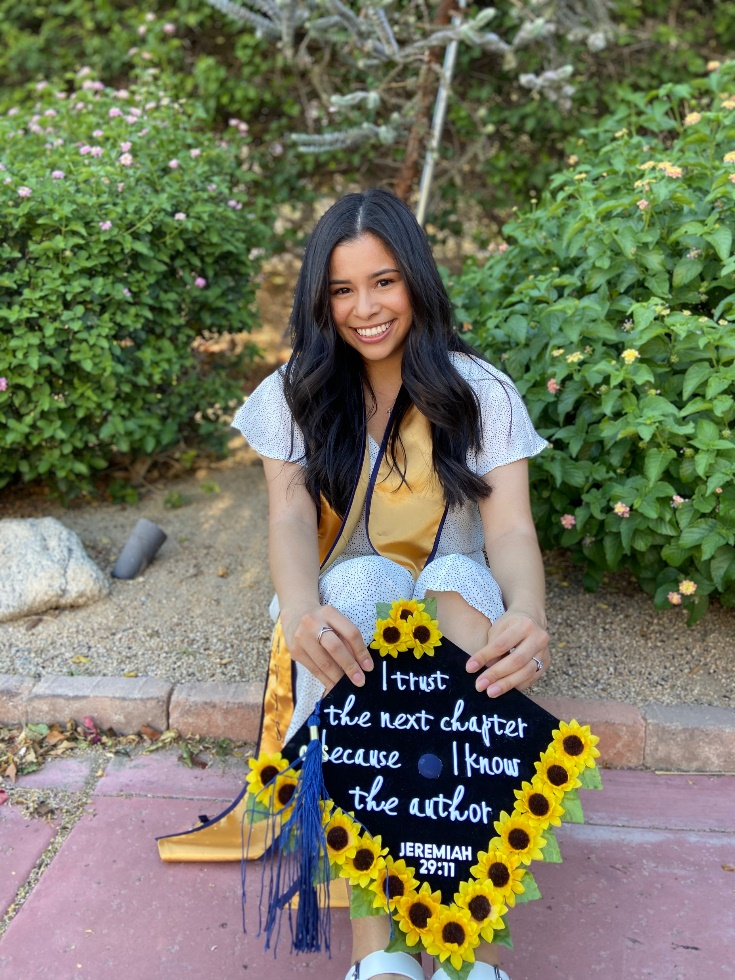 I trust
the next chapter
because I know
the author
JEREMIAH
29:11